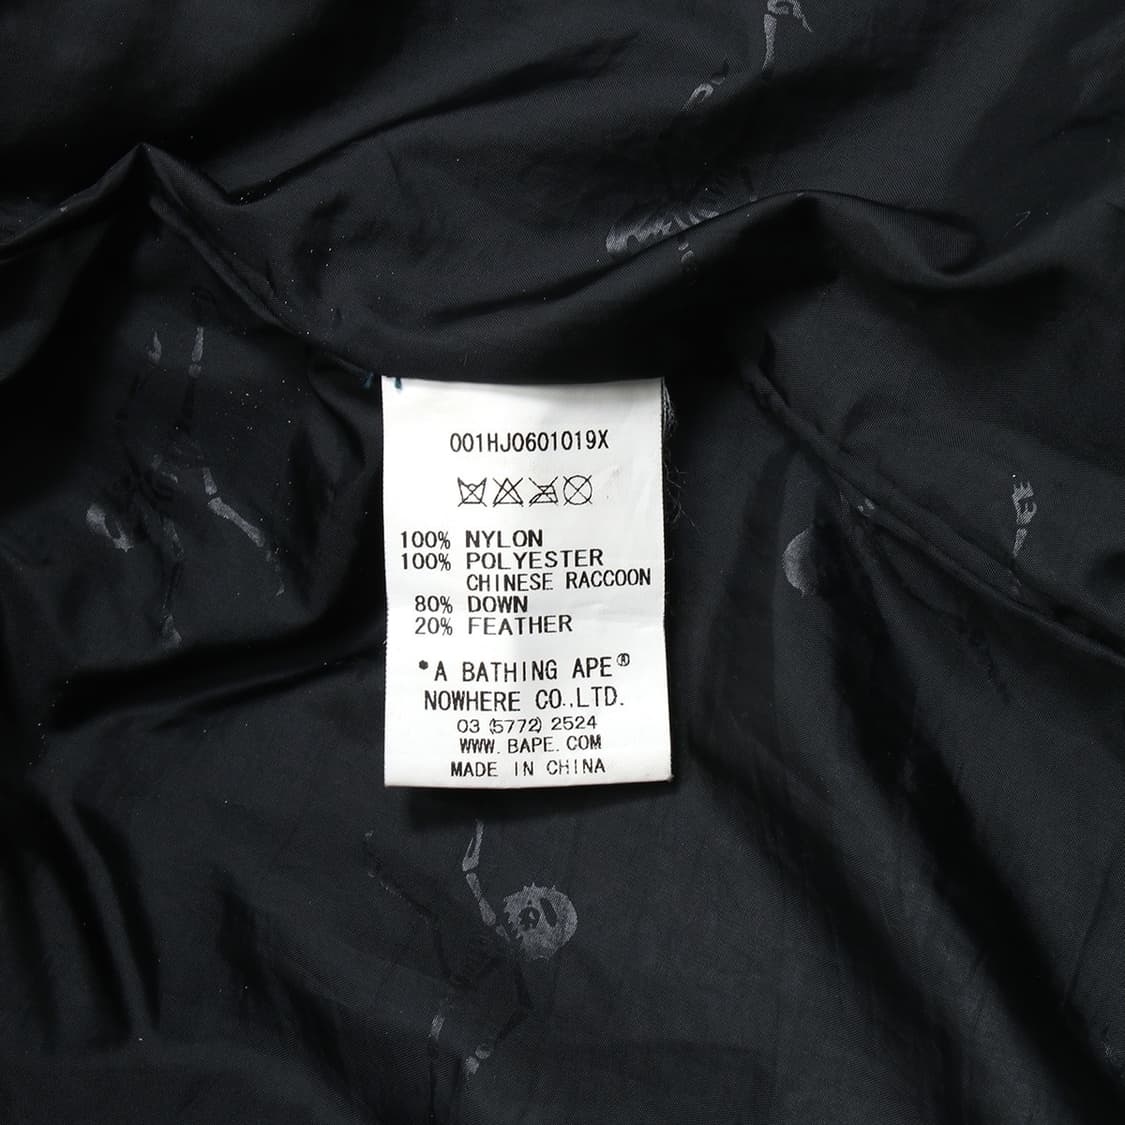 001HJ0601019X
100% NYLON
100% POLYESTER
CHINESE RACCOON
80% DOWN
20% FEATHER
*A BATHING APE®
NOWHERE CO.,LTD.
03 (5772) 2524
WWW. BAPE. COM
MADE IN CHINA